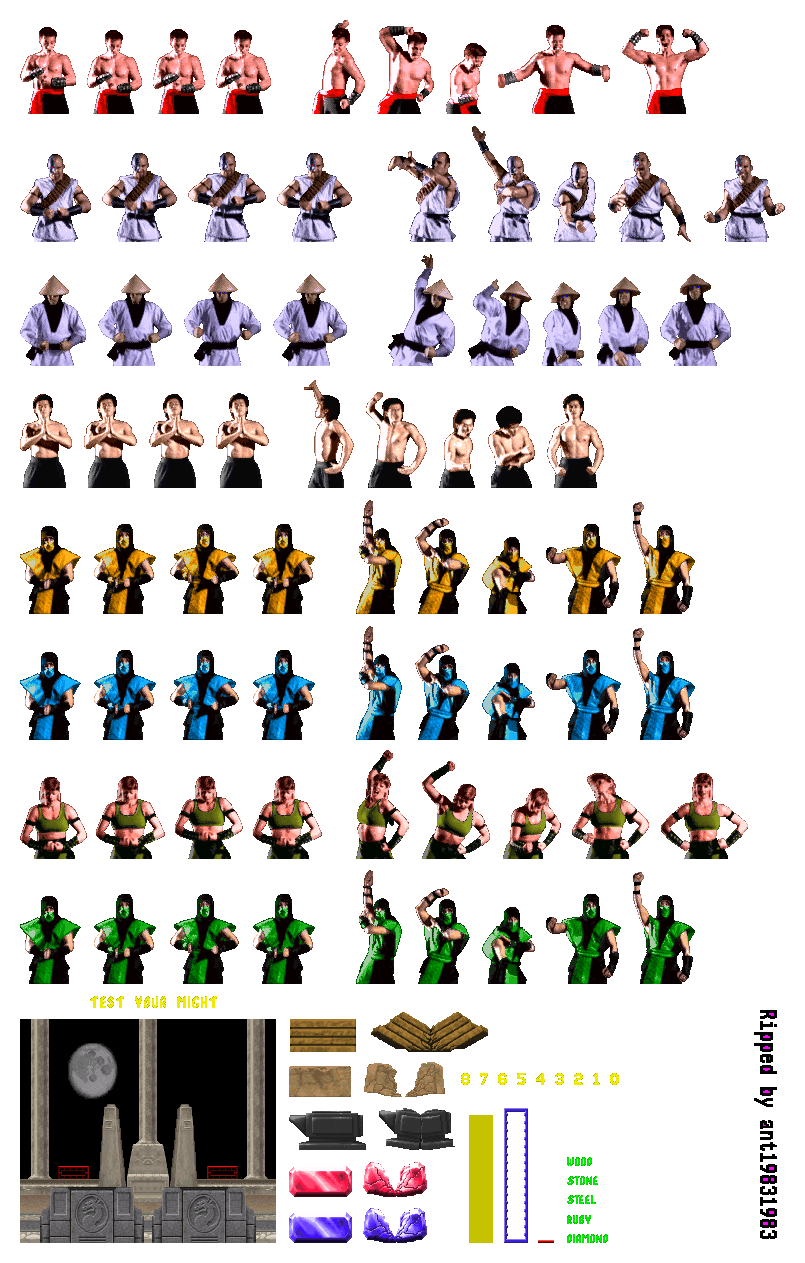 TEST YOUR MIGHT
8 7 6 5 4 3 2 1 0
WOOD
STONE
STEEL
RUBY
DIAMOND
Ripped by ant19831983